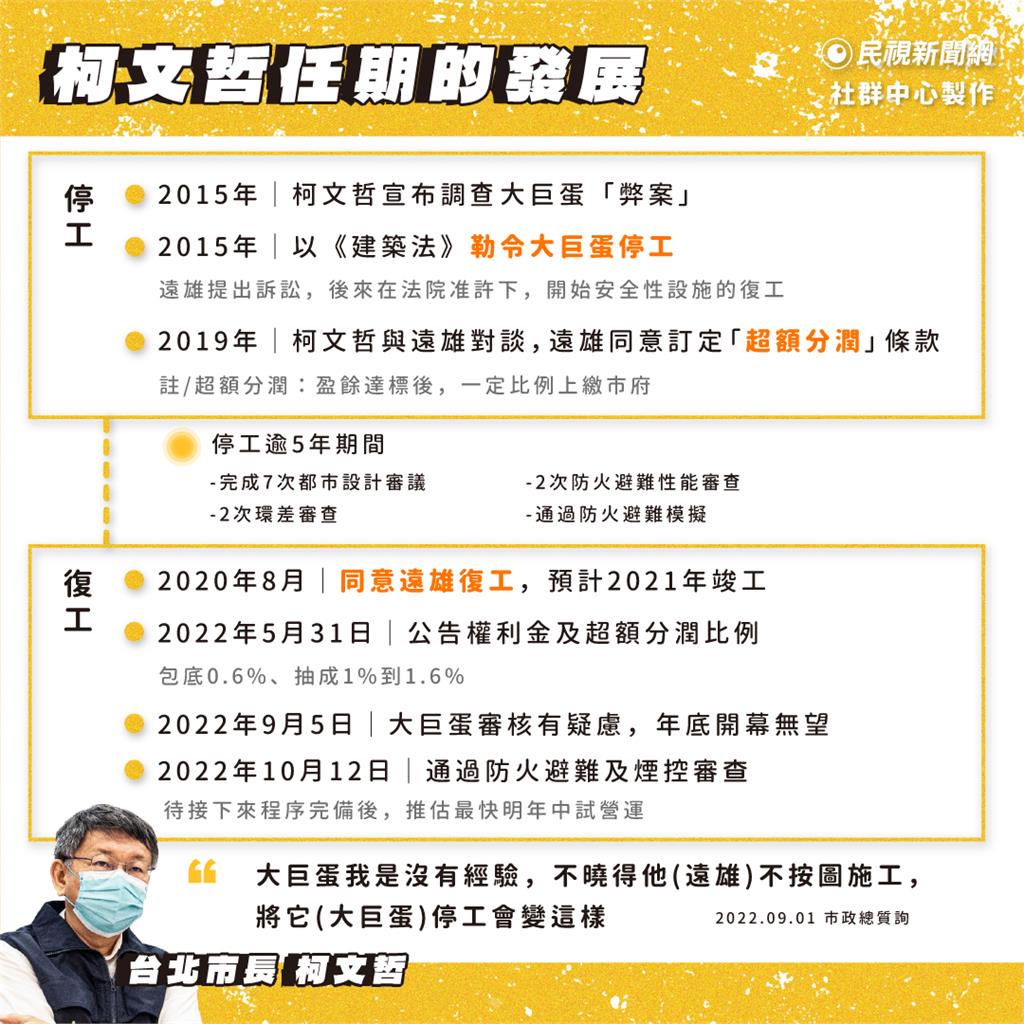 柯文哲任期的發展
民視新聞網
社群中心製作
停工
2015年｜柯文哲宣布調查大巨蛋「弊案」
2015年｜以《建築法》勒令大巨蛋停工
遠雄提出訴訟，後來在法院准許下，開始安全性設施的復工
2019年｜柯文哲與遠雄對談，遠雄同意訂定「超額分潤」條款
註/超額分潤：盈餘達標後，一定比例上繳市府
停工逾5年期間
-完成7次都市設計審議
-2次防火避難性能審查
-2次環差審查
-通過防火避難模擬
復工
2020年8月｜同意遠雄復工，預計2021年竣工
2022年5月31日｜公告權利金及超額分潤比例
包底0.6%、抽成1%到1.6%
2022年9月5日｜大巨蛋審核有疑慮，年底開幕無望
2022年10月12日｜通過防火避難及煙控審查
待接下來程序完備後，推估最快明年中試營運
“
大巨蛋我是沒有經驗，不曉得他(遠雄)不按圖施工，
將它(大巨蛋)停工會變這樣
2022.09.01 市政總質詢
台北市長 柯文哲